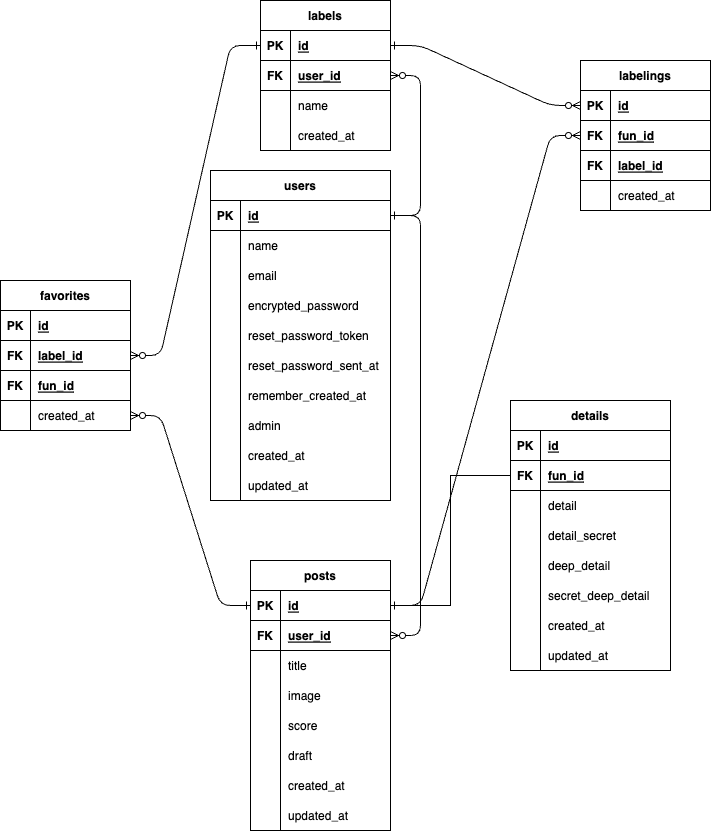 labels
PK id
FK user_id
name
created_at
labelings
PK id
FK fun_id
FK label_id
created_at
users
PK id
name
email
encrypted_password
reset_password_token
reset_password_sent_at
remember_created_at
admin
created_at
updated_at
favorites
PK id
FK label_id
FK fun_id
created_at
details
PK id
FK fun_id
detail
detail_secret
deep_detail
secret_deep_detail
created_at
updated_at
posts
PK id
FK user_id
title
image
score
draft
created_at
updated_at